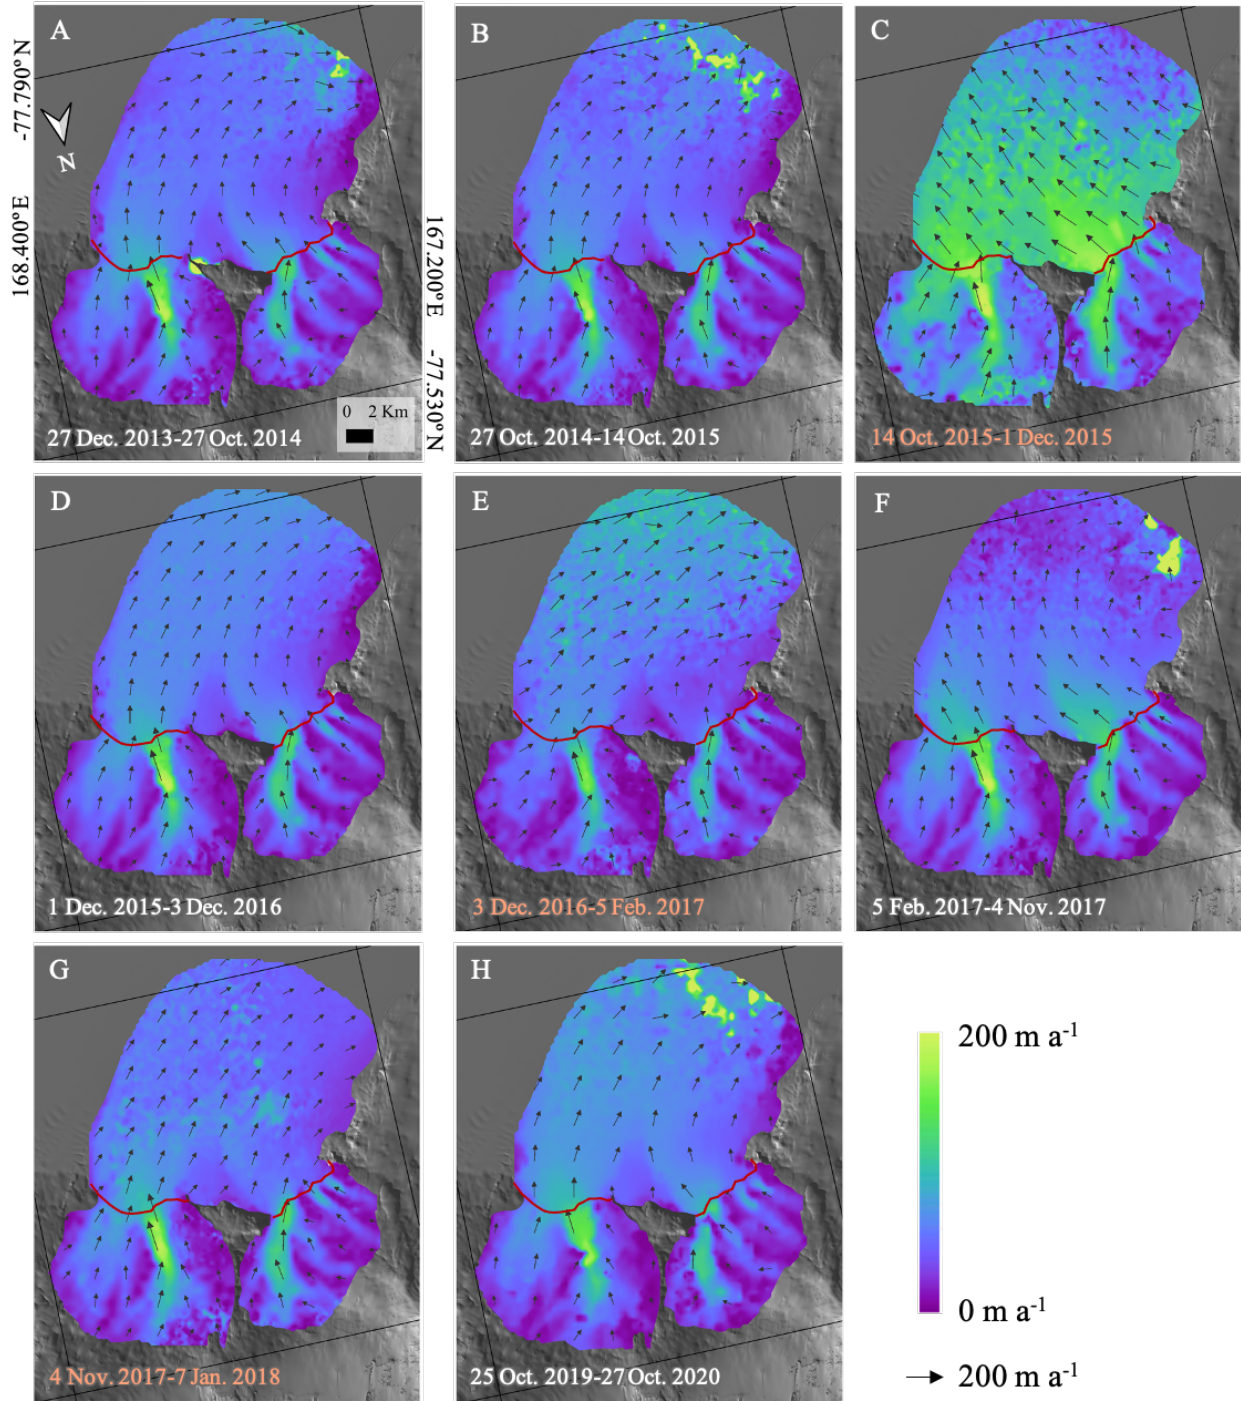 A
B
C
-77.790° N
N
168.400°E
167.200°E
-77.530°N
0 2 Km
27 Dec. 2013-27 Oct. 2014
27 Oct. 2014-14 Oct. 2015
14 Oct. 2015-1 Dec. 2015
D
E
F
1 Dec. 2015-3 Dec. 2016
3 Dec. 2016-5 Feb. 2017
5 Feb. 2017-4 Nov. 2017
G
H
200 m a-1
0 m a-1
200 m a-1
4 Nov. 2017-7 Jan. 2018
25 Oct. 2019-27 Oct. 2020